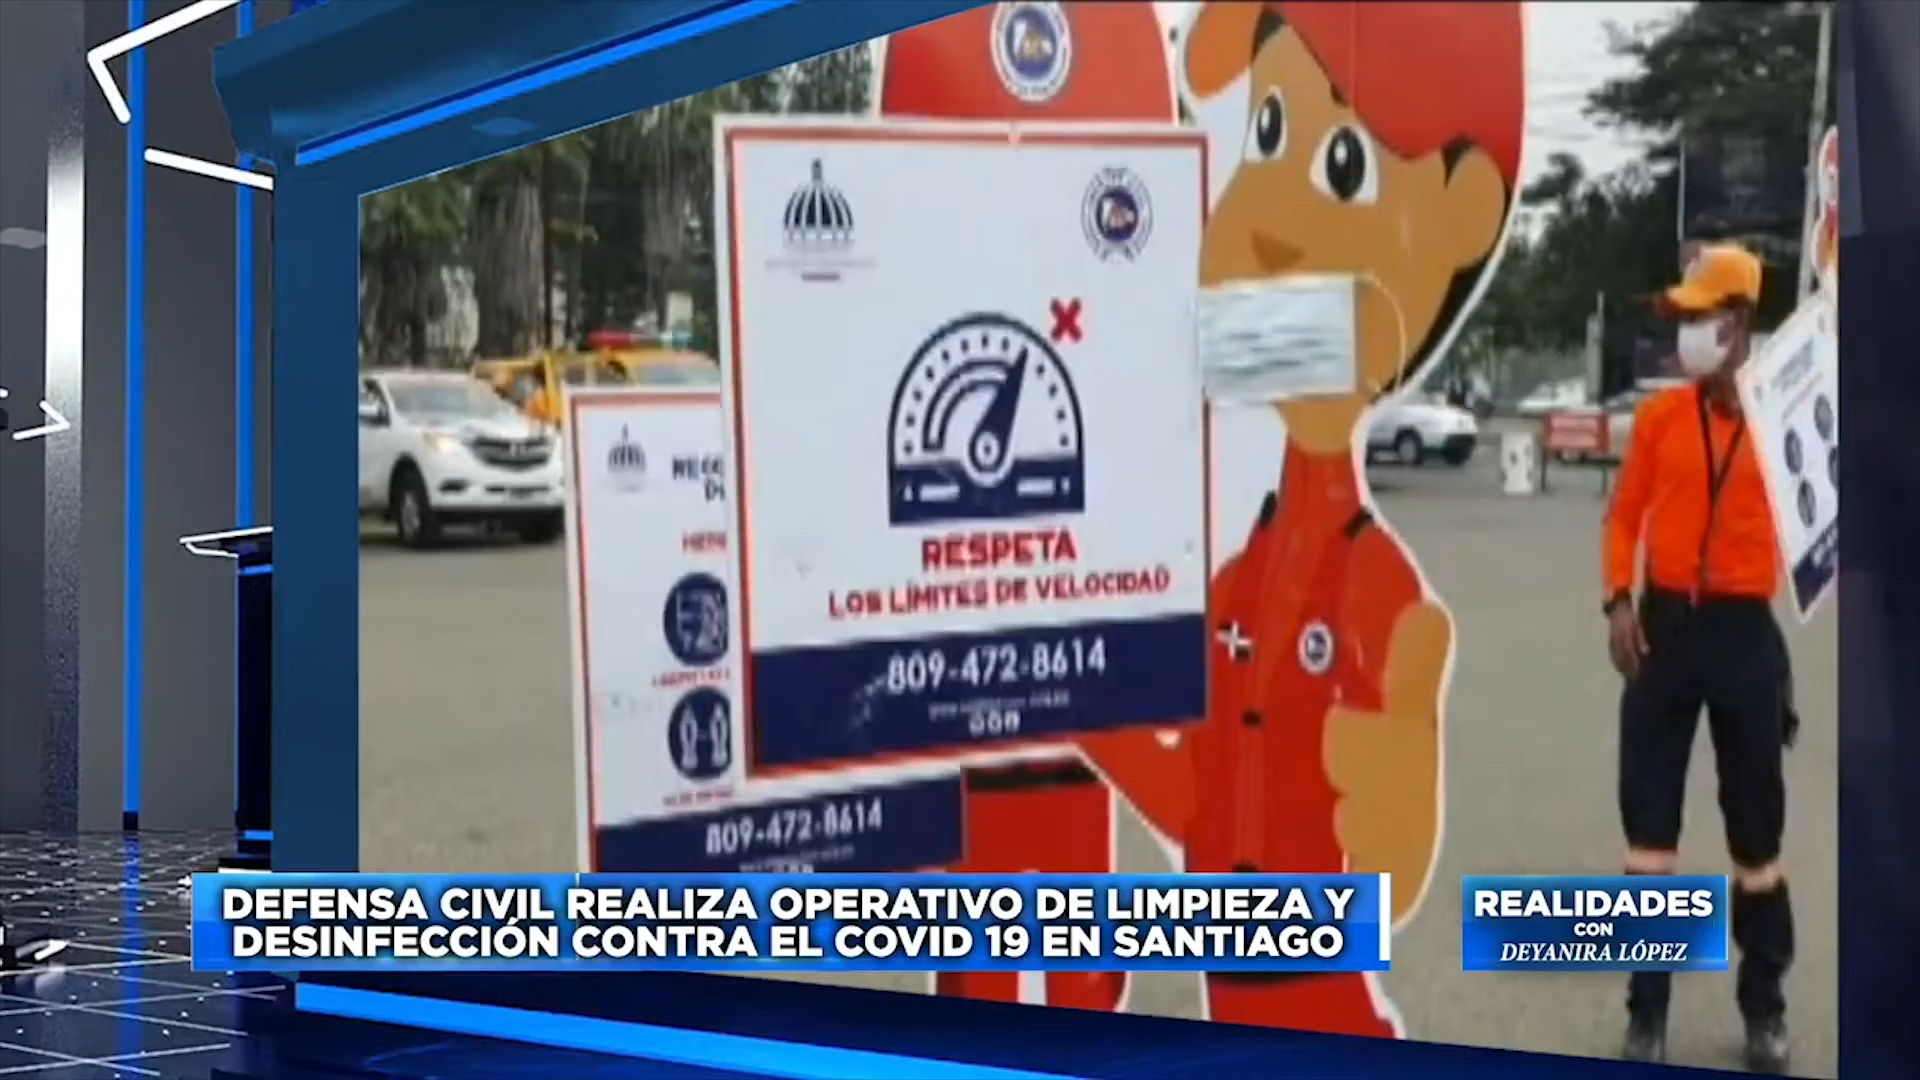 RESPETA
LOS LÍMITES DE VELOCIDAD
809-472-8614
809-472-8614
DEFENSA CIVIL REALIZA OPERATIVO DE LIMPIEZA Y
DESINFECCIÓN CONTRA EL COVID 19 EN SANTIAGO
REALIDADES
CON
DEYANIRA LÓPEZ